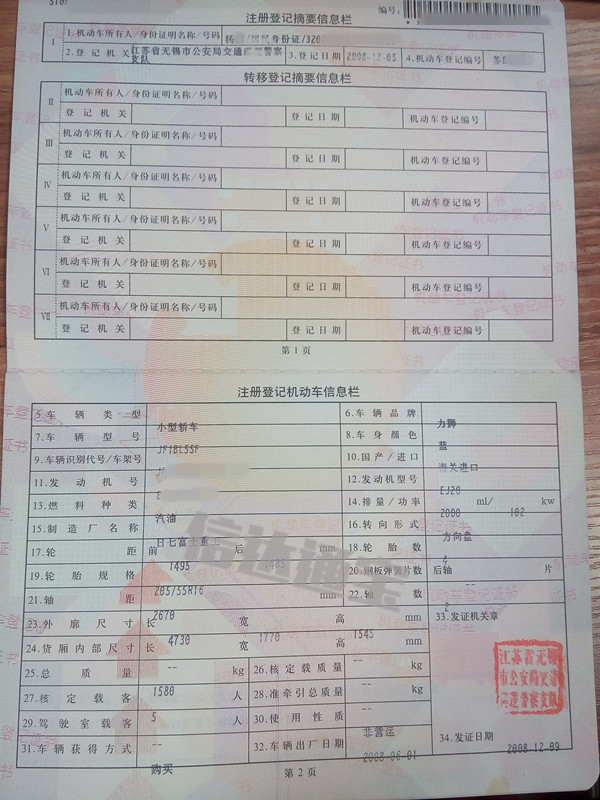 注册登记摘要信息栏
编号:
Ⅰ 1.机动车所有人/身份证明名称/号码 杨 /居民身份证/320
2.登记机关 江苏省无锡市公安局交通 警察支队 3.登记日期 2008-12-05 4.机动车登记编号 苏
转移登记摘要信息栏
Ⅱ 机动车所有人/身份证明名称/号码
登记机关 登记日期 机动车登记编号
Ⅲ 机动车所有人/身份证明名称/号码
登记机关 登记日期 机动车登记编号
Ⅳ 机动车所有人/身份证明名称/号码
登记机关 登记日期 机动车登记编号
Ⅴ 机动车所有人/身份证明名称/号码
登记机关 登记日期 机动车登记编号
Ⅵ 机动车所有人/身份证明名称/号码
登记机关 登记日期 机动车登记编号
Ⅶ 机动车所有人/身份证明名称/号码
登记机关 登记日期 机动车登记编号
第1页
注册登记机动车信息栏
5.车辆类型 小型轿车 6.车辆品牌 力狮
7.车辆型号 JF1BL5SF 8.车身颜色 蓝
9.车辆识别代号/车架号 10.国产/进口 海关进口
11.发动机号 12.发动机型号 EJ20
13.燃料种类 汽油 14.排量/功率 2000 ml/ 102 kw
15.制造厂名称 日七富士重工 16.转向形式 方向盘
17.轮距 前 1495 后 1485 mm 18.轮胎数 4
19.轮胎规格 205/55R16 20.钢板弹簧片数 后轴 -- 片
21.轴距 2670 mm 22.轴数 2
23.外廓尺寸 长 4730 宽 1770 高 1545 mm 33.发证机关章
24.货厢内部尺寸 长 -- 宽 -- 高 -- mm
25.总质量 1580 kg 26.核定载质量 -- kg
27.核定载客 5 人 28.准牵引总质量 -- kg
29.驾驶室载客 -- 人 30.使用性质 非营运
31.车辆获得方式 购买 32.车辆出厂日期 2008-06-01 34.发证日期 2008-12-09
江苏省无锡市公安局交通巡逻警察支队
第2页
信达通宝